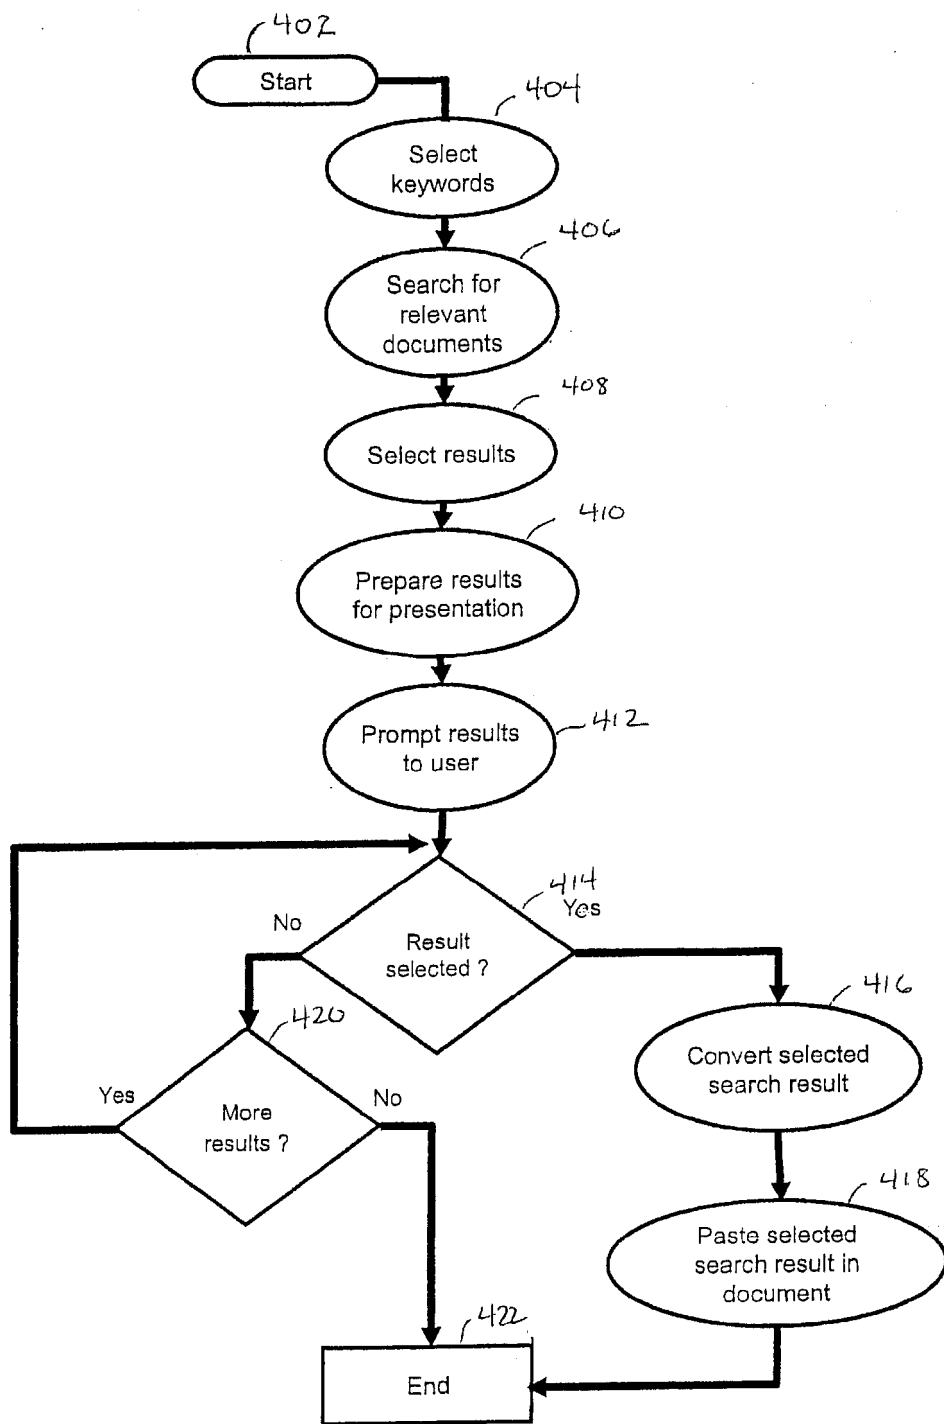 402
Start
404
Select
keywords
406
Search for
relevant
documents
408
Select results
410
Prepare results
for presentation
412
Prompt results
to user
414
Yes
No
Result
selected ?
416
Convert selected
search result
420
Yes
No
More
results ?
418
Paste selected
search result in
document
422
End